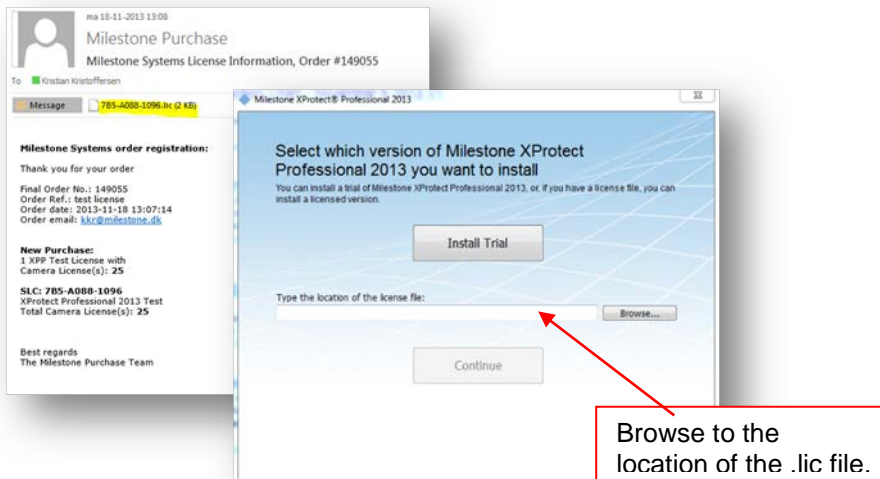 ma 18-11-2013 13:08
Milestone Purchase
Milestone Systems License Information, Order #149055
To Kristian Kristoffersen
Message 785-A088-1096.lic (2 KB)
Milestone Systems order registration:
Thank you for your order
Final Order No.: 149055
Order Ref.: test license
Order date: 2013-11-18 13:07:14
Order email: kkr@milestone.dk
New Purchase:
1 XPP Test License with
Camera License(s): 25
SLC: 785-A088-1096
XProtect Professional 2013 Test
Total Camera License(s): 25
Best regards
The Milestone Purchase Team
Milestone XProtect® Professional 2013
Select which version of Milestone XProtect
Professional 2013 you want to install
You can install a trial of Milestone XProtect Professional 2013, or, if you have a license file, you can
install a licensed version.
Install Trial
Type the location of the license file:
Browse...
Continue
Browse to the
location of the .lic file.